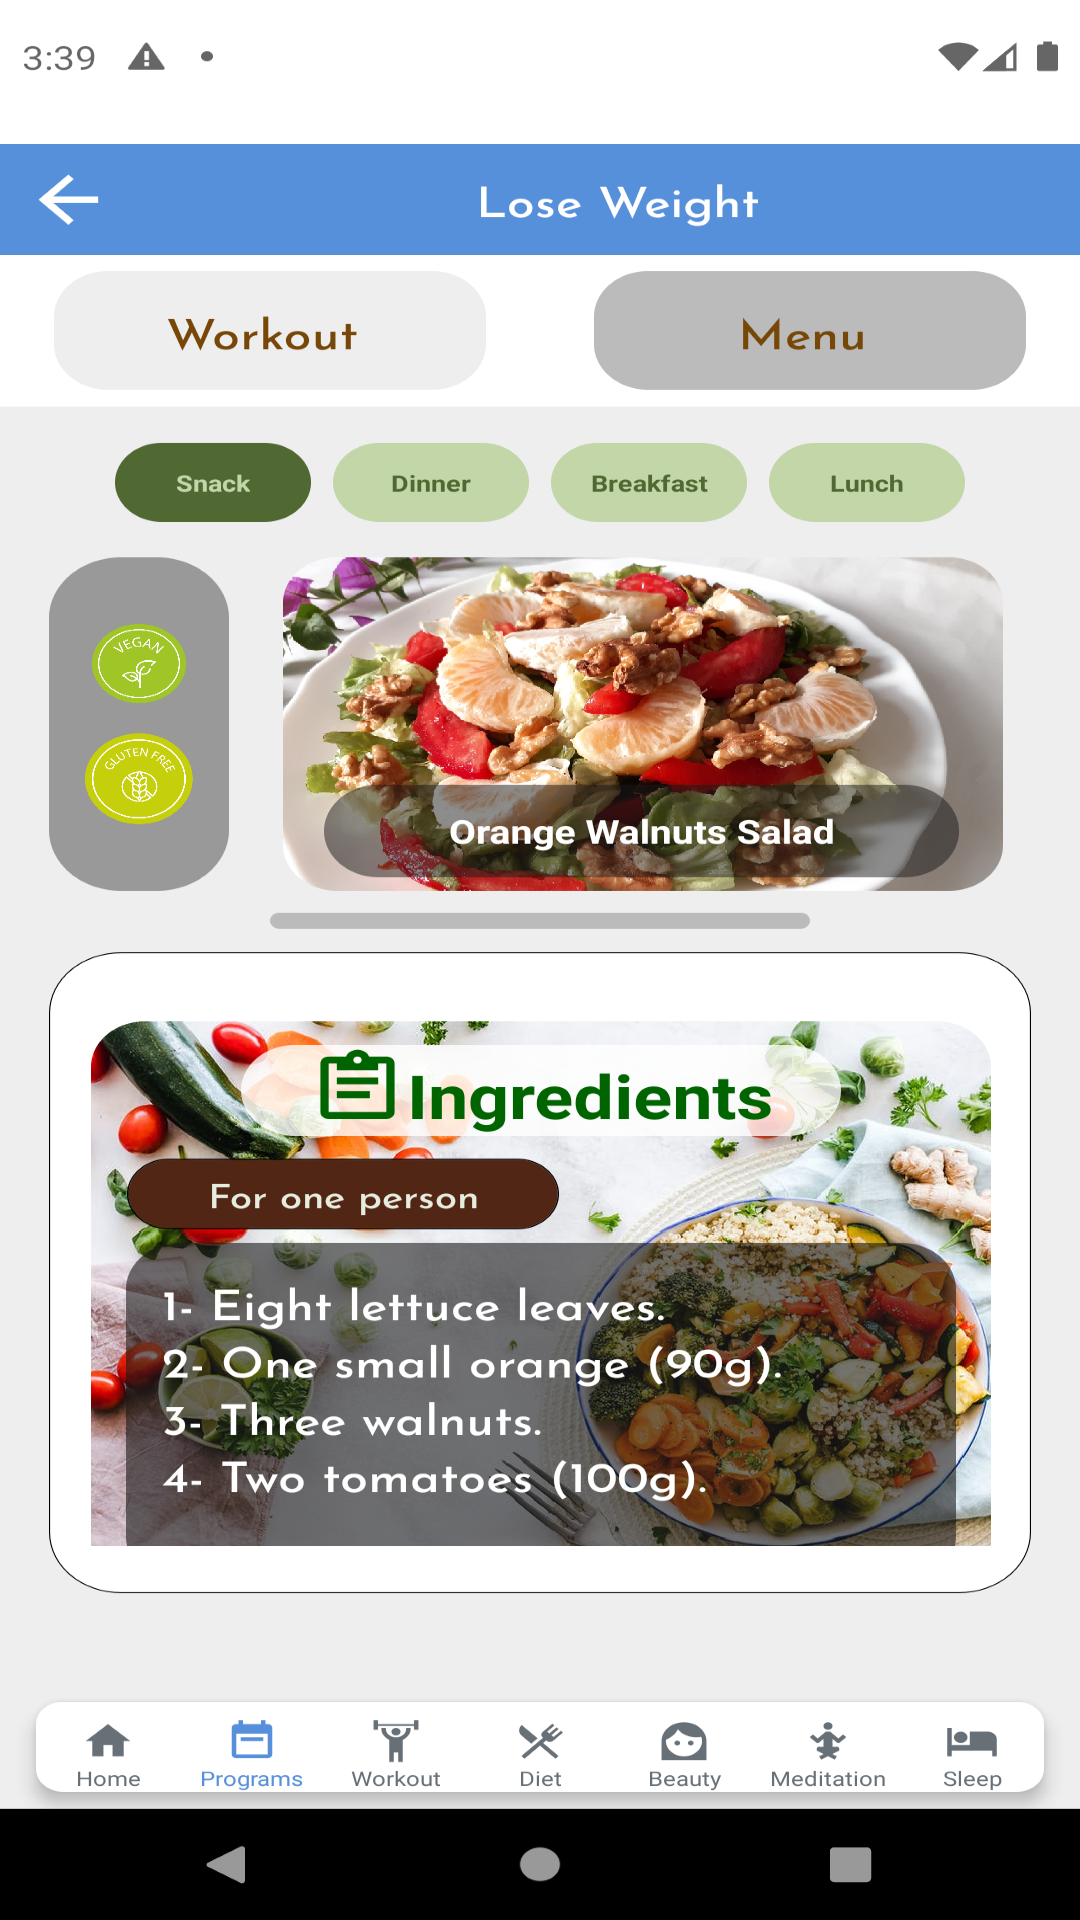 3:39
Lose Weight
Workout
Menu
Snack
Dinner
Breakfast
Lunch
VEGAN
GLUTEN FREE
Orange Walnuts Salad
Ingredients
For one person
1- Eight lettuce leaves.
2- One small orange (90g).
3- Three walnuts.
4- Two tomatoes (100g).
Home
Programs
Workout
Diet
Beauty
Meditation
Sleep